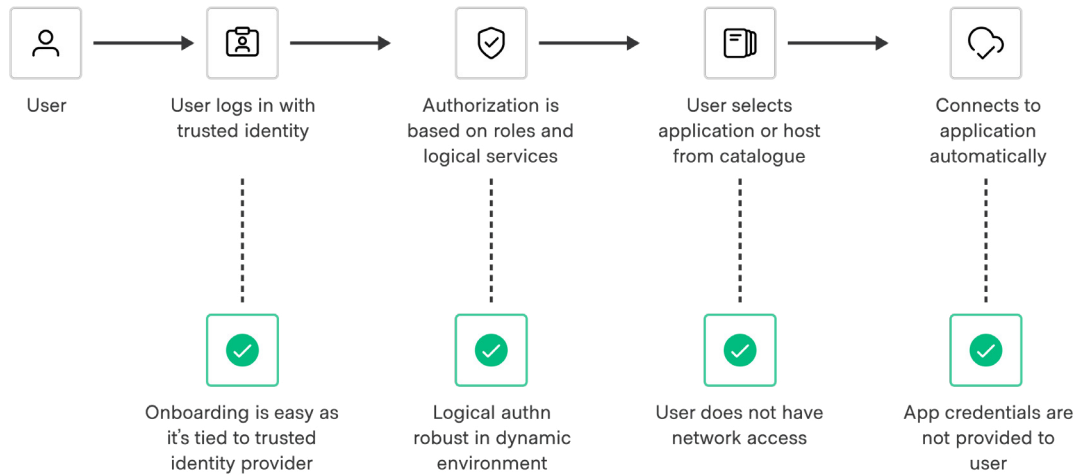 User
User logs in with
trusted identity
Authorization is
based on roles and
logical services
User selects
application or host
from catalogue
Connects to
application
automatically
Onboarding is easy as
it's tied to trusted
identity provider
Logical authn
robust in dynamic
environment
User does not have
network access
App credentials are
not provided to
user